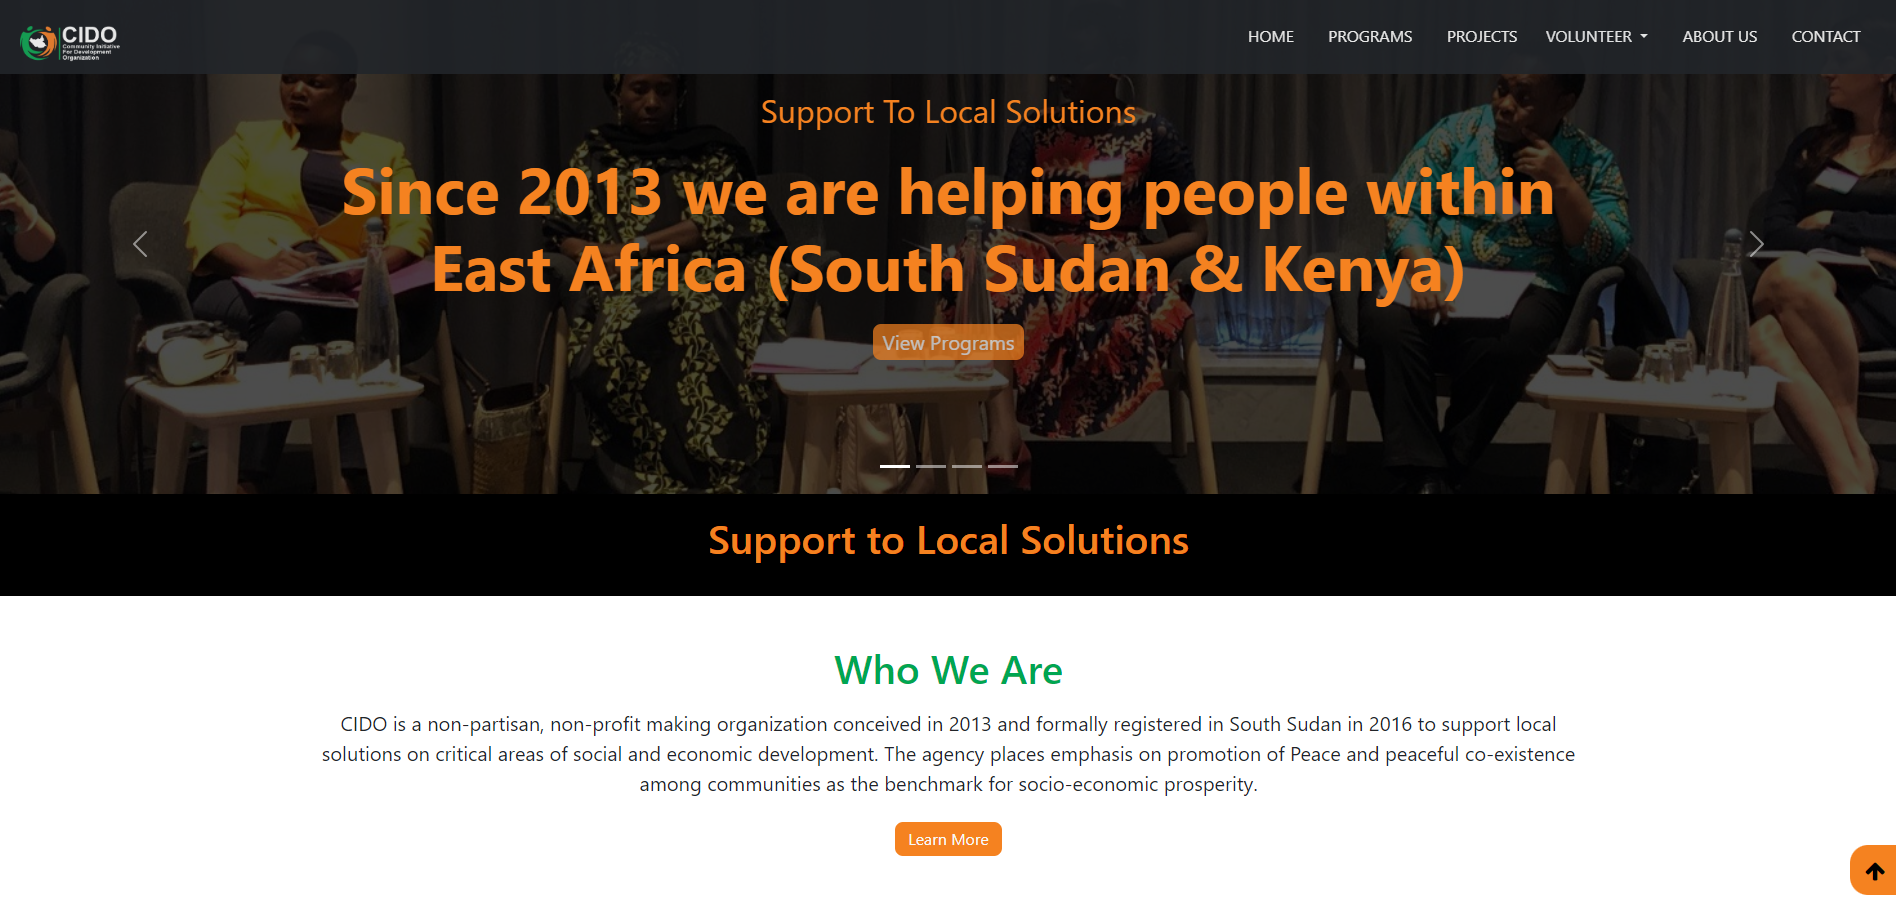 CIDO
Community Initiative
For Development
Organization
HOME
PROGRAMS
PROJECTS
VOLUNTEER
ABOUT US
CONTACT
Support To Local Solutions
Since 2013 we are helping people within
East Africa (South Sudan & Kenya)
View Programs
Support to Local Solutions
Who We Are
CIDO is a non-partisan, non-profit making organization conceived in 2013 and formally registered in South Sudan in 2016 to support local
solutions on critical areas of social and economic development. The agency places emphasis on promotion of Peace and peaceful co-existence
among communities as the benchmark for socio-economic prosperity.
Learn More